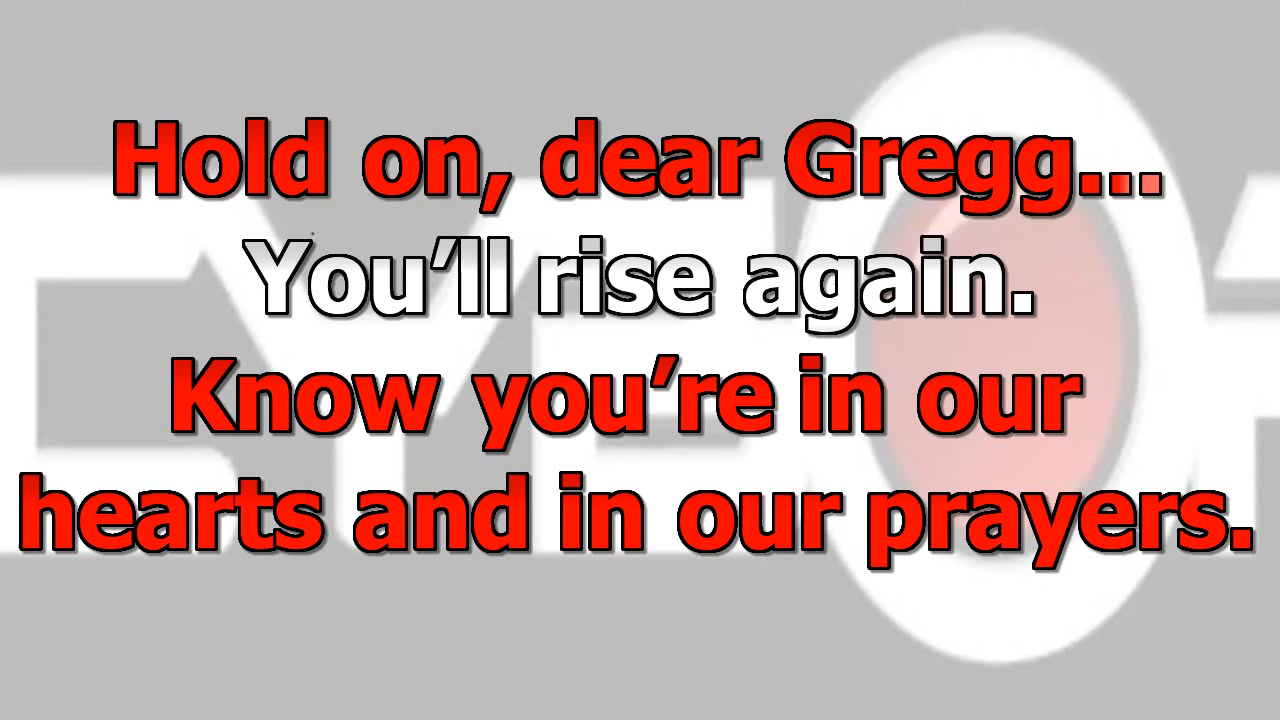 Hold on, dear Gregg...
You’ll rise again.
Know you’re in our
hearts and in our prayers.